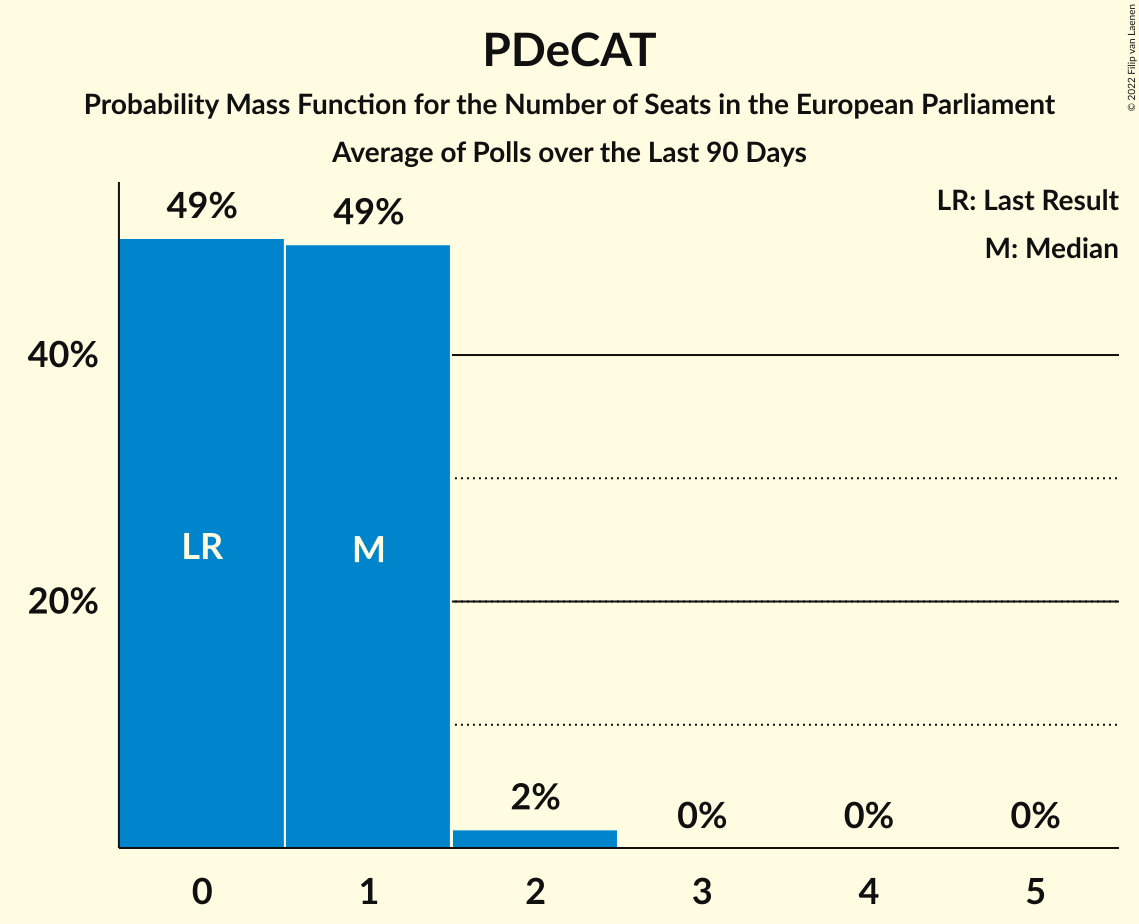 PDeCAT
Probability Mass Function for the Number of Seats in the European Parliament
Average of Polls over the Last 90 Days
© 2022 Filip van Laenen
LR: Last Result
M: Median
49%
49%
40%
LR
M
20%
2%
0%
0%
0%
0
1
2
3
4
5